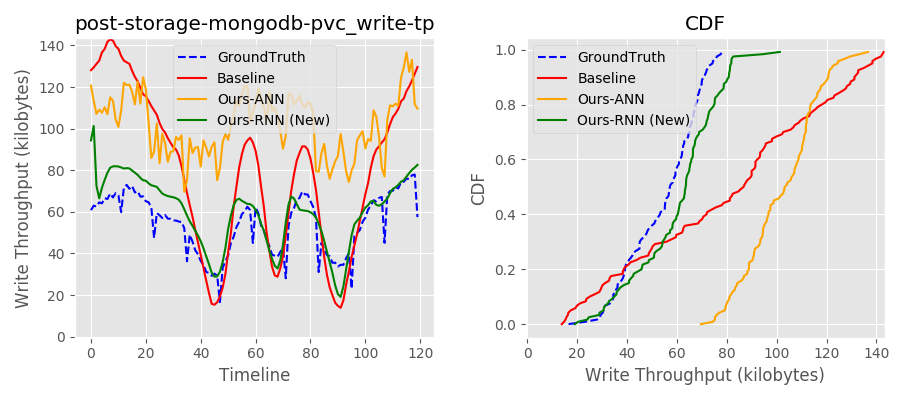 post-storage-mongodb-pvc_write-tp
Write Throughput (kilobytes)
140
120
100
80
60
40
20
0
GroundTruth
Baseline
Ours-ANN
Ours-RNN (New)
0 20 40 60 80 100 120
Timeline
CDF
CDF
1.0
0.8
0.6
0.4
0.2
0.0
GroundTruth
Baseline
Ours-ANN
Ours-RNN (New)
0 20 40 60 80 100 120 140
Write Throughput (kilobytes)